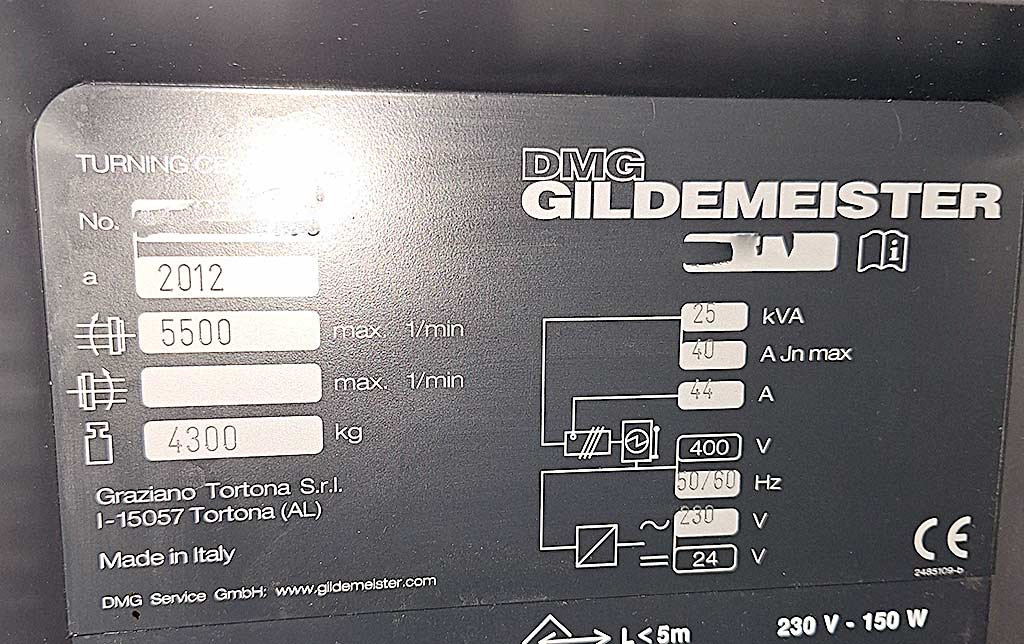 TURNING
No.
a 2012
5500 max. 1/min
max. 1/min
4300 kg
Graziano Tortona S.r.l.
I-15057 Tortona (AL)
Made in Italy
DMG Service GmbH; www.gildemeister.com
DMG
GILDEMEISTER
i
25 kVA
40 A Jn max
44 A
400 V
50/60 Hz
230 V
24 V
CE
2485109-b
L<5m
230 V - 150 W